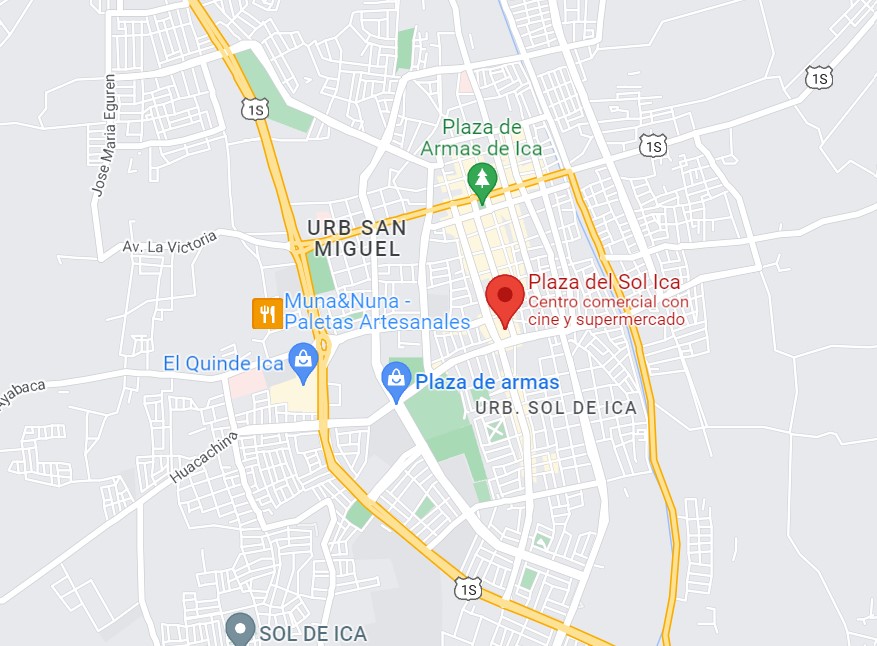 1S
1S
Jose Maria Eguren
Plaza de
Armas de Ica
1S
URB SAN
MIGUEL
Av. La Victoria
Plaza del Sol Ica
Centro comercial con
cine y supermercado
Muna&Nuna -
Paletas Artesanales
El Quinde Ica
Plaza de armas
Ayabaca
URB. SOL DE ICA
Huacachina
1S
SOL DE ICA